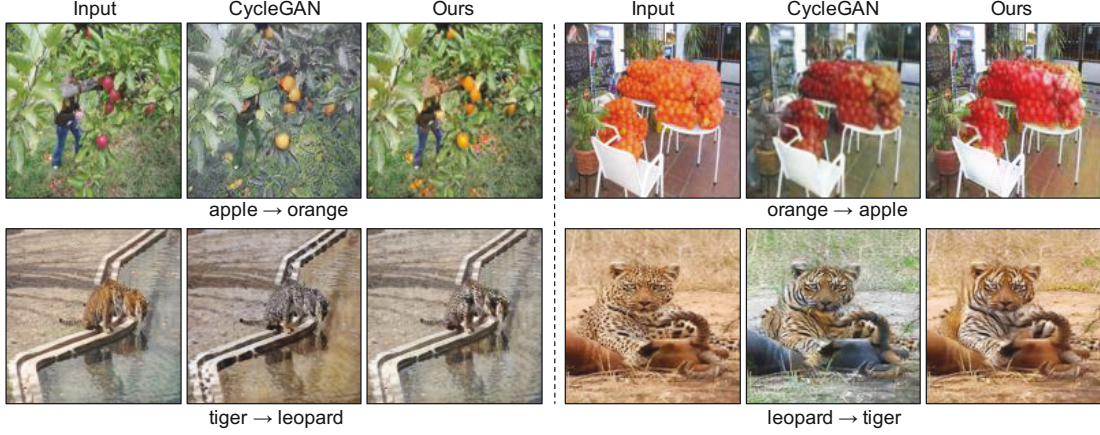 Input CycleGAN Ours Input CycleGAN Ours
apple → orange orange → apple
tiger → leopard leopard → tiger